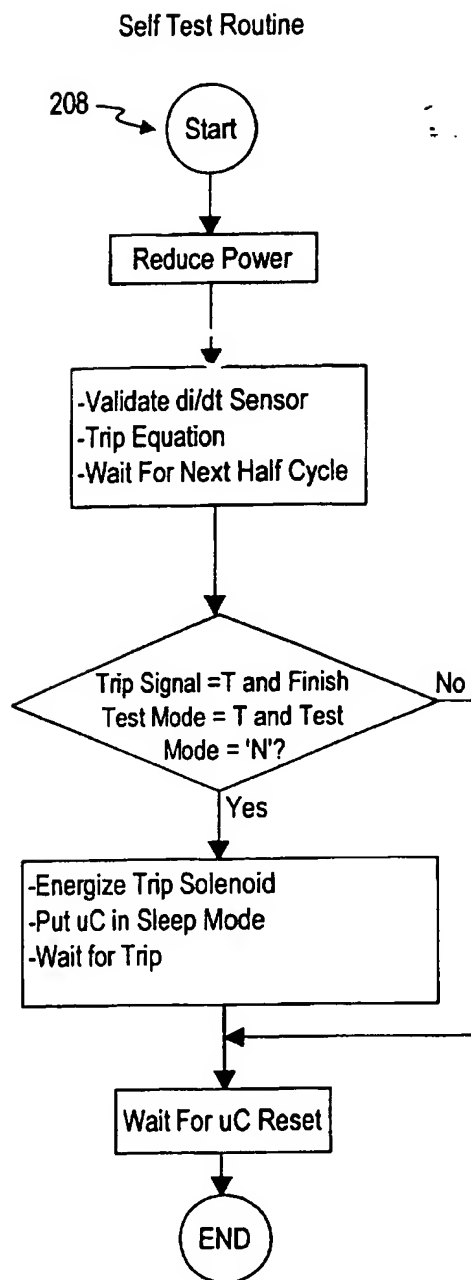 Self Test Routine
208
Start
Reduce Power
-Validate di/dt Sensor
-Trip Equation
-Wait For Next Half Cycle
Trip Signal =T and Finish
Test Mode = T and Test
Mode = 'N'?
No
Yes
-Energize Trip Solenoid
-Put uC in Sleep Mode
-Wait for Trip
Wait For uC Reset
END